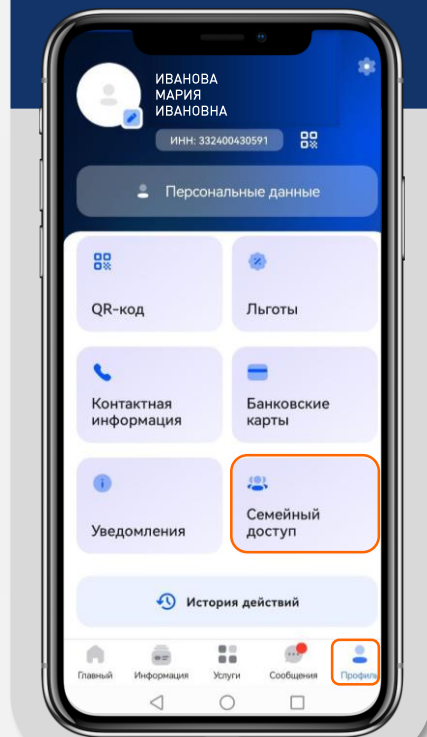 ИВАНОВА
МАРИЯ
ИВАНОВНА
ИНН: 332400430591
Персональные данные
QR-код
Льготы
Контактная
информация
Банковские
карты
Уведомления
Семейный
доступ
История действий
Главный
Информация
Услуги
Сообщения
Профиль